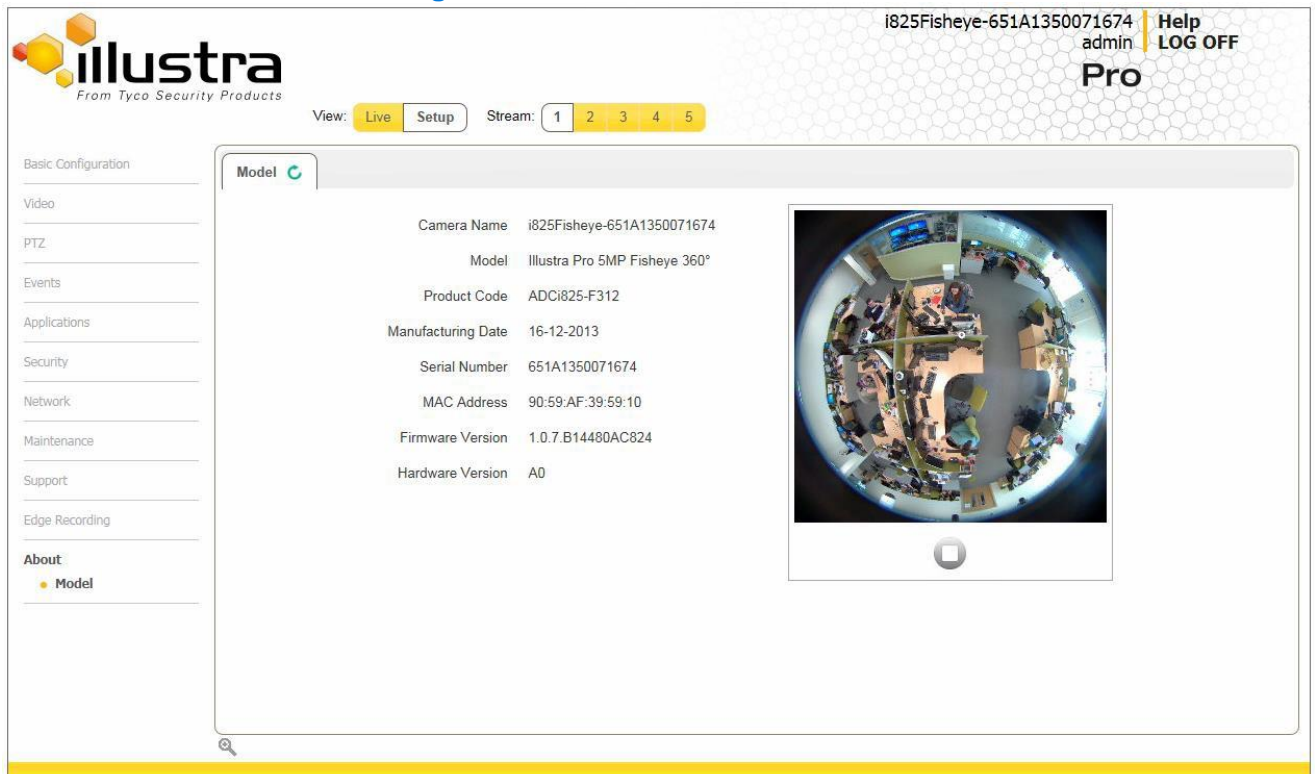 illustra
From Tyco Security Products
i825Fisheye-651A1350071674 Help
admin LOG OFF
Pro
View: Live Setup Stream: 1 2 3 4 5
Basic Configuration
Video
PTZ
Events
Applications
Security
Network
Maintenance
Support
Edge Recording
About
Model
Model
Camera Name i825Fisheye-651A1350071674
Model Illustra Pro 5MP Fisheye 360°
Product Code ADCi825-F312
Manufacturing Date 16-12-2013
Serial Number 651A1350071674
MAC Address 90:59:AF:39:59:10
Firmware Version 1.0.7.B14480AC824
Hardware Version A0